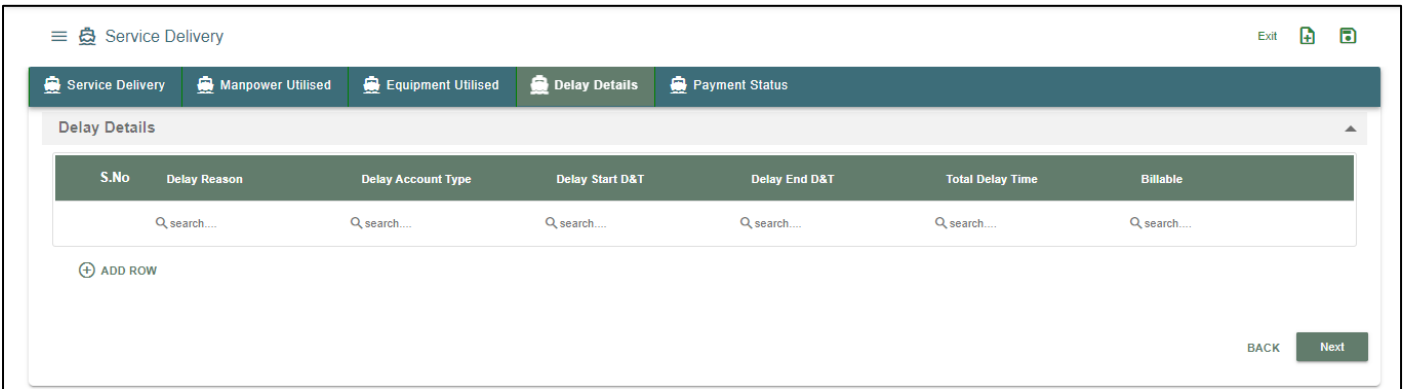 Service Delivery Exit
Service Delivery Manpower Utilised Equipment Utilised Delay Details Payment Status
Delay Details
S.No Delay Reason Delay Account Type Delay Start D&T Delay End D&T Total Delay Time Billable
search.... search.... search.... search.... search.... search....
ADD ROW
BACK Next